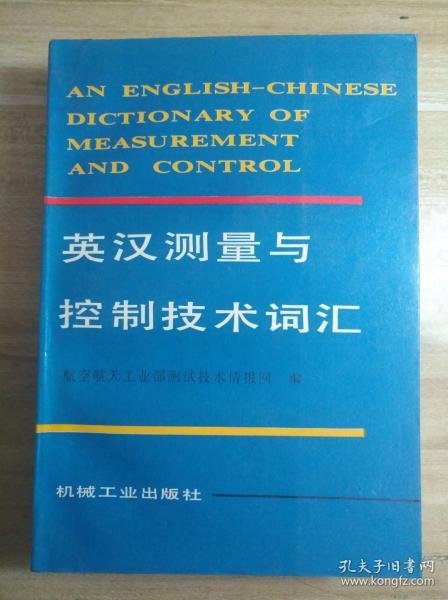 AN ENGLISH-CHINESE
DICTIONARY OF
MEASUREMENT
AND CONTROL
英汉测量与
控制技术词汇
航空航天工业部测试技术情报网 编
机械工业出版社
孔夫子旧书网
kongfz.com